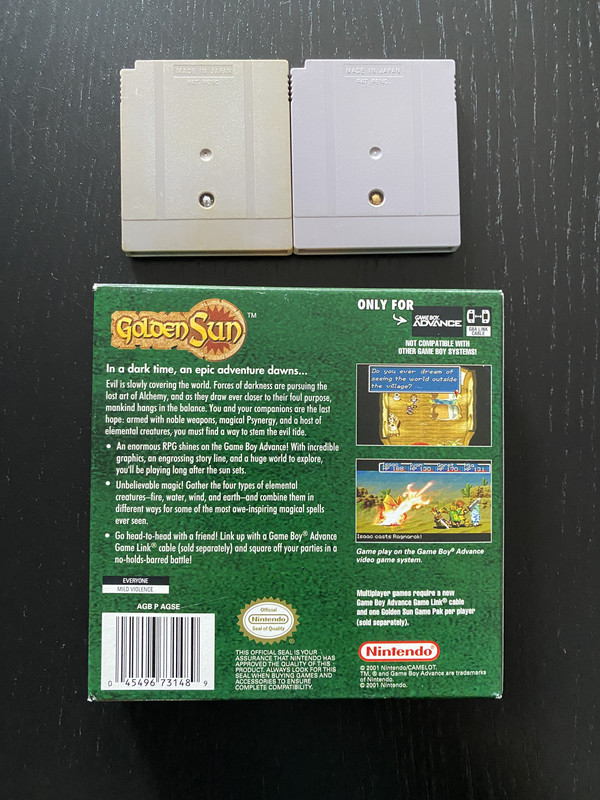 MADE IN JAPAN
PAT. PEND.
MADE IN JAPAN
PAT. PEND.
Golden Sun™
In a dark time, an epic adventure dawns...
Evil is slowly covering the world. Forces of darkness are pursuing the
lost art of Alchemy, and as they draw ever closer to their foul purpose,
mankind hangs in the balance. You and your companions are the last
hope: armed with noble weapons, magical Psynergy, and a host of
elemental creatures, you must find a way to stem the evil tide.
• An enormous RPG shines on the Game Boy Advance! With incredible
graphics, an engrossing story line, and a huge world to explore,
you'll be playing long after the sun sets.
• Unbelievable magic! Gather the four types of elemental
creatures–fire, water, wind, and earth–and combine them in
different ways for some of the most awe-inspiring magical spells
ever seen.
• Go head-to-head with a friend! Link up with a Game Boy® Advance
Game Link® cable (sold separately) and square off your parties in a
no-holds-barred battle!
EVERYONE
MILD VIOLENCE
AGB P AGSE
0 45496 73148 9
Official
Nintendo
Seal of Quality
THIS OFFICIAL SEAL IS YOUR
ASSURANCE THAT NINTENDO HAS
APPROVED THE QUALITY OF THIS
PRODUCT. ALWAYS LOOK FOR THIS
SEAL WHEN BUYING GAMES AND
ACCESSORIES TO ENSURE
COMPLETE COMPATIBILITY.
ONLY FOR
GAME BOY
ADVANCE
GBA LINK
CABLE
NOT COMPATIBLE WITH
OTHER GAME BOY SYSTEMS!
Do you ever dream of
seeing the world outside
the village?...
Isaac casts Ragnarok!
Game play on the Game Boy® Advance
video game system.
Multiplayer games require a new
Game Boy Advance Game Link® cable
and one Golden Sun Game Pak per player
(sold separately).
Nintendo®
© 2001 Nintendo/CAMELOT.
TM, ® and Game Boy Advance are trademarks
of Nintendo.
© 2001 Nintendo.